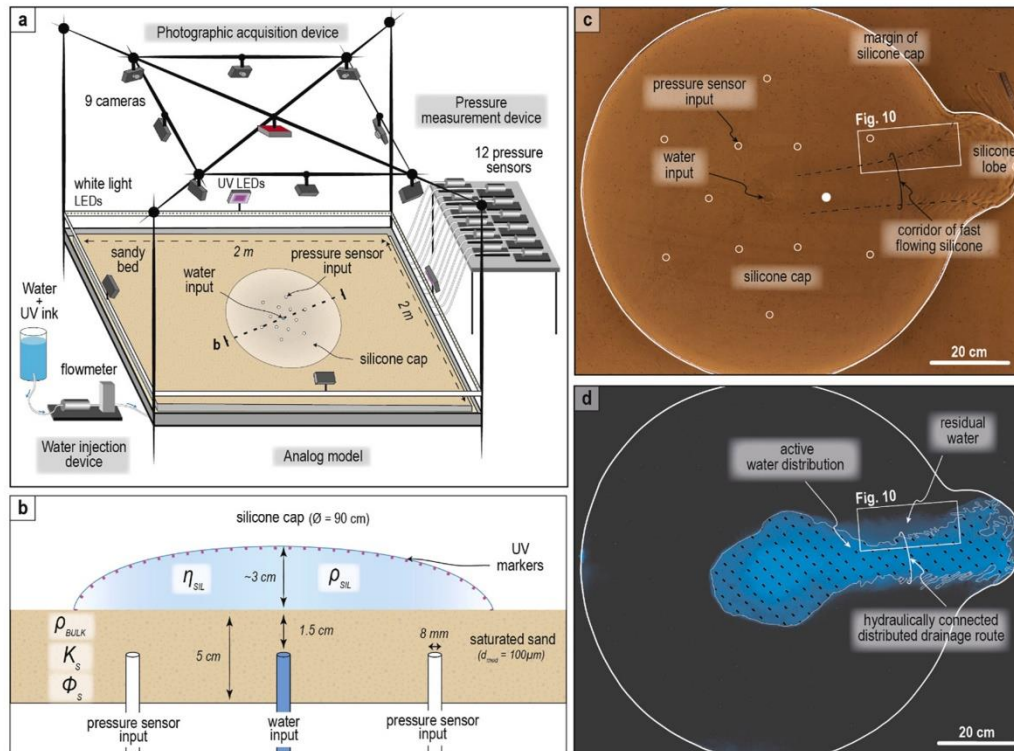 a
Photographic acquisition device
9 cameras
Pressure
measurement device
12 pressure
sensors
white light
LEDs
UV LEDs
sandy
bed
2 m
pressure sensor
input
water
input
2 m
Water
+
UV ink
b
silicone cap
flowmeter
Water injection
device
Analog model
b
silicone cap (Ø = 90 cm)
UV
markers
η SIL
~3 cm
ρ SIL
ρ BULK
1.5 cm
8 mm
saturated sand
(d med = 100µm)
K S
5 cm
Φ S
pressure sensor
input
water
input
pressure sensor
input
c
margin of
silicone cap
pressure sensor
input
Fig. 10
water
input
silicone
lobe
corridor of fast
flowing silicone
silicone cap
20 cm
d
residual
water
active
water distribution
Fig. 10
hydraulically connected
distributed drainage route
20 cm